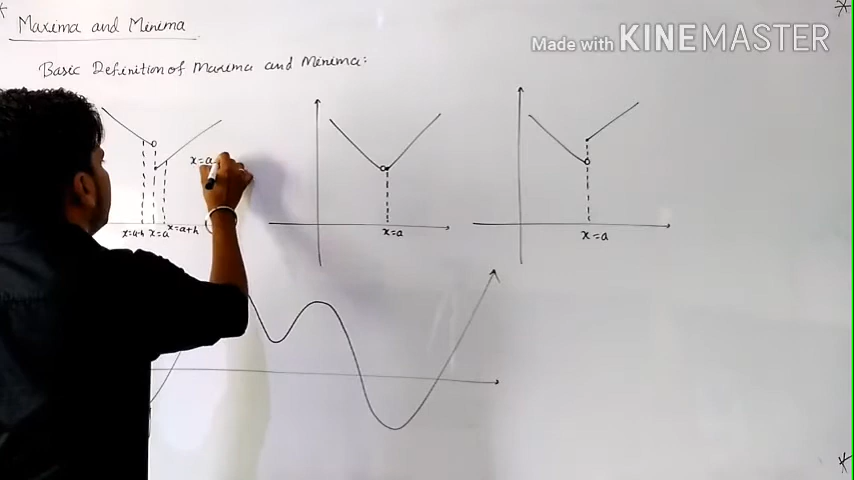 Maxima and Minima
Made with KINEMASTER
Basic Definition of Maxima and Minima:
x=a
x=a-h x=a x=a+h
x=a
x=a